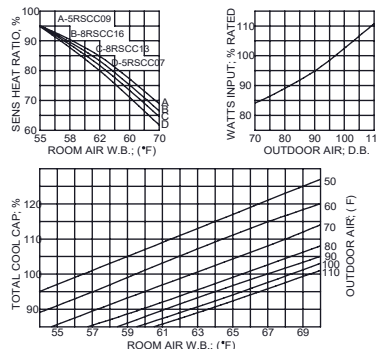 SENS HEAT RATIO, %
100
90
80
70
60
A-5RSCC09
B-8RSCC16
C-8RSCC13
D-5RSCC07
A
B
C
D
55 58 62 66 70
ROOM AIR W.B.; (°F)
WATTS INPUT; % RATED
110
100
90
80
70 80 90 100 110
OUTDOOR AIR; D.B.
TOTAL COOL CAP; %
120
110
100
90
50
60
70
80
90
100
110
OUTDOOR AIR; (F)
55 57 59 61 63 65 67 69
ROOM AIR W.B.; (°F)